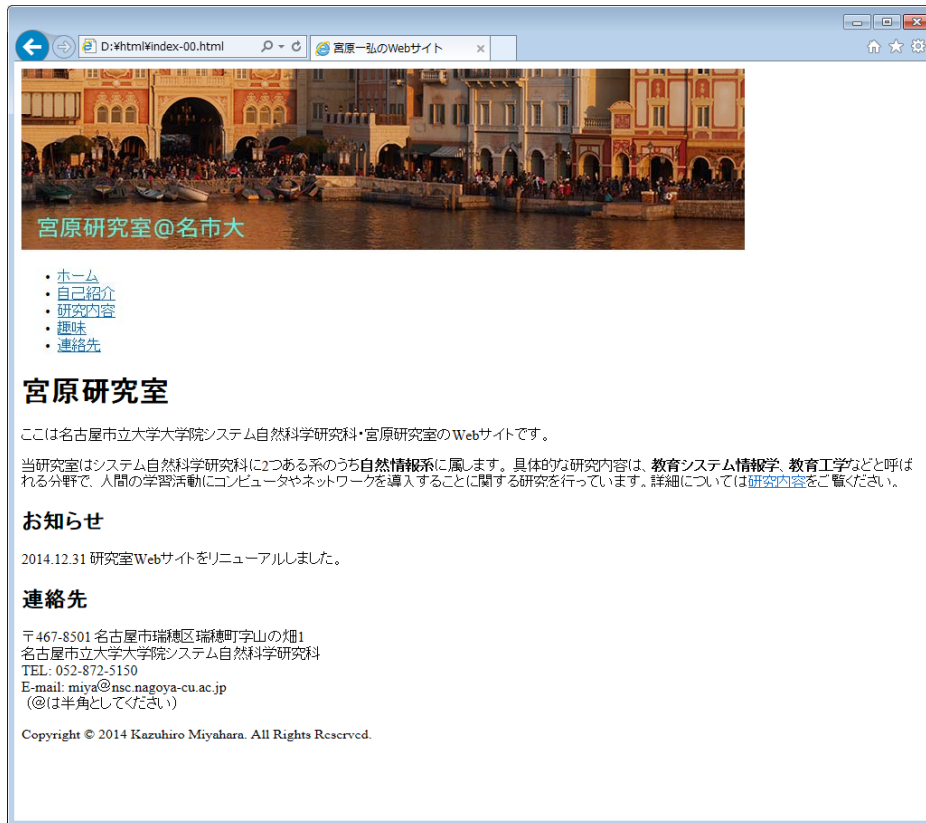 D:¥html¥index-00.html
宮原一弘のWebサイト
宮原研究室@名市大
• ホーム
• 自己紹介
• 研究内容
• 趣味
• 連絡先
宮原研究室
ここは名古屋市立大学大学院システム自然科学研究科・宮原研究室のWebサイトです。
当研究室はシステム自然科学研究科に2つある系のうち自然情報系に属します。具体的な研究内容は、教育システム情報学、教育工学などと呼ば
れる分野で、人間の学習活動にコンピュータやネットワークを導入することに関する研究を行っています。詳細については研究内容をご覧ください。
お知らせ
2014.12.31 研究室Webサイトをリニューアルしました。
連絡先
〒467-8501 名古屋市瑞穂区瑞穂町字山の畑1
名古屋市立大学大学院システム自然科学研究科
TEL: 052-872-5150
E-mail: miya＠nsc.nagoya-cu.ac.jp
（＠は半角としてください）
Copyright © 2014 Kazuhiro Miyahara. All Rights Reserved.